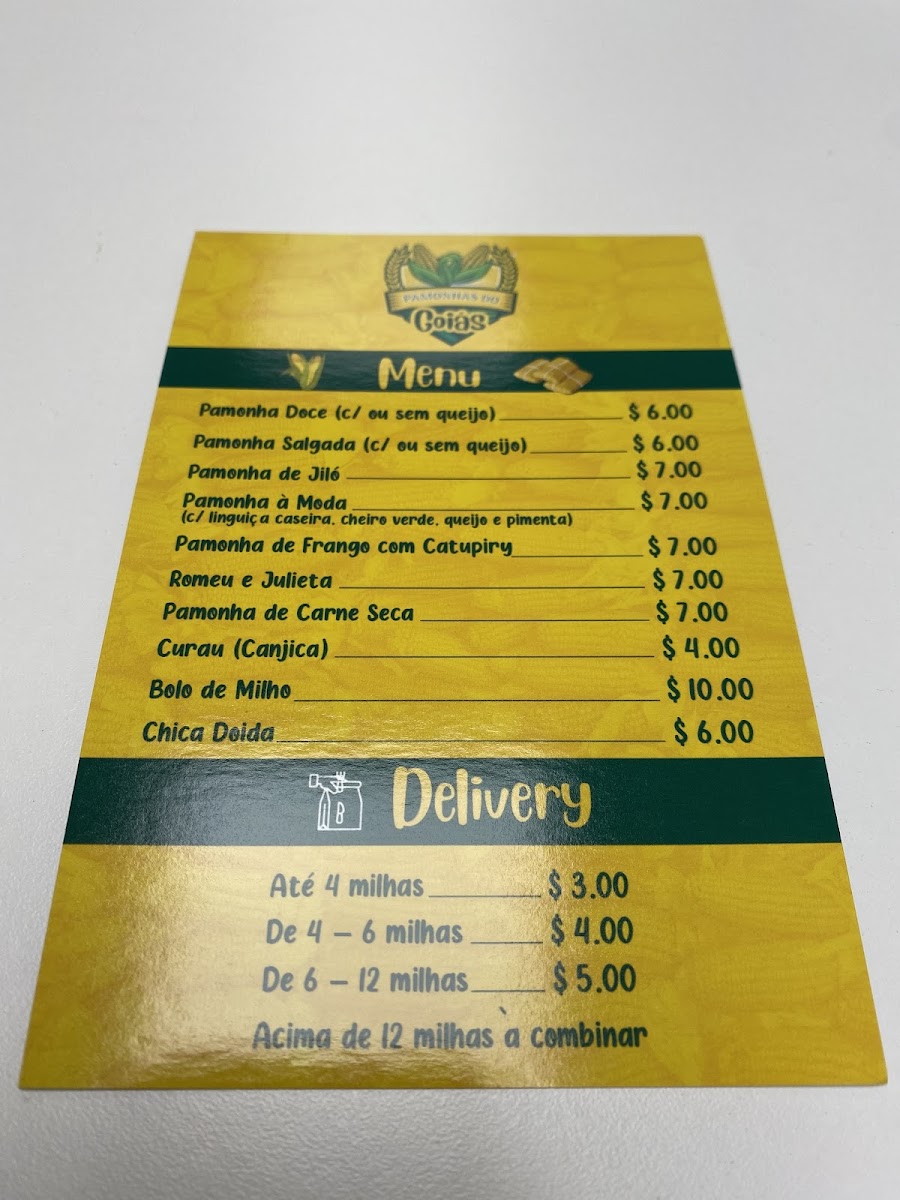 PAMONHAS DO
Goiás
Menu
Pamonha Doce (c/ ou sem queijo) $ 6.00
Pamonha Salgada (c/ ou sem queijo) $ 6.00
Pamonha de Jiló $ 7.00
Pamonha à Moda $ 7.00
(c/ linguiça caseira, cheiro verde, queijo e pimenta)
Pamonha de Frango com Catupiry $ 7.00
Romeu e Julieta $ 7.00
Pamonha de Carne Seca $ 7.00
Curau (Canjica) $ 4.00
Bolo de Milho $ 10.00
Chica Doida $ 6.00
B
Delivery
Até 4 milhas $ 3.00
De 4 – 6 milhas $ 4.00
De 6 – 12 milhas $ 5.00
Acima de 12 milhas à combinar